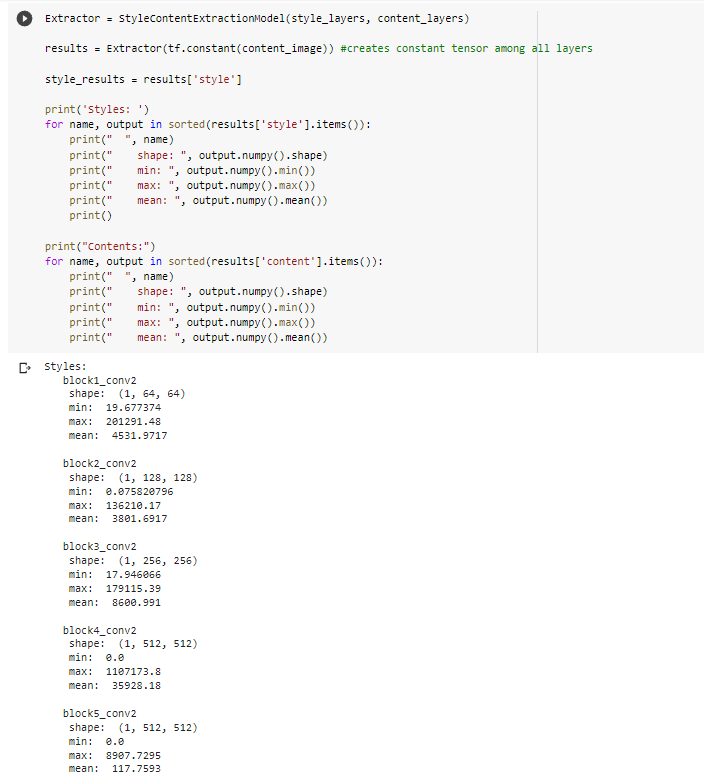 Extractor = StyleContentExtractionModel(style_layers, content_layers)
results = Extractor(tf.constant(content_image)) #creates constant tensor among all layers
style_results = results['style']
print('Styles: ')
for name, output in sorted(results['style'].items()):
    print("  ", name)
    print("    shape: ", output.numpy().shape)
    print("    min: ", output.numpy().min())
    print("    max: ", output.numpy().max())
    print("    mean: ", output.numpy().mean())
    print()
print("Contents:")
for name, output in sorted(results['content'].items()):
    print("  ", name)
    print("    shape: ", output.numpy().shape)
    print("    min: ", output.numpy().min())
    print("    max: ", output.numpy().max())
    print("    mean: ", output.numpy().mean())
Styles:
   block1_conv2
    shape:  (1, 64, 64)
    min:  19.677374
    max:  201291.48
    mean:  4531.9717
   block2_conv2
    shape:  (1, 128, 128)
    min:  0.075820796
    max:  136210.17
    mean:  3801.6917
   block3_conv2
    shape:  (1, 256, 256)
    min:  17.946066
    max:  179115.39
    mean:  8600.991
   block4_conv2
    shape:  (1, 512, 512)
    min:  0.0
    max:  1107173.8
    mean:  35928.18
   block5_conv2
    shape:  (1, 512, 512)
    min:  0.0
    max:  8907.7295
    mean:  117.7593